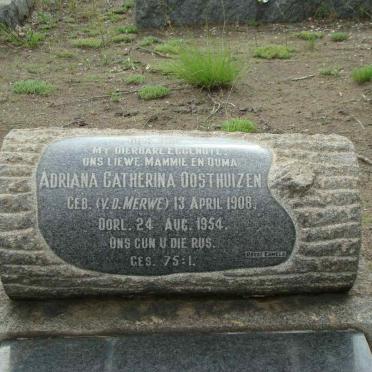 MY DIERBARE EGGENOTE
ONS LIEWE MAMMIE EN OUMA
ADRIANA CATHERINA OOSTHUIZEN
GEB. (V.D. MERWE) 13 APRIL 1908.
OORL. 24 AUG. 1954.
ONS GUN U DIE RUS.
GES. 75:1.